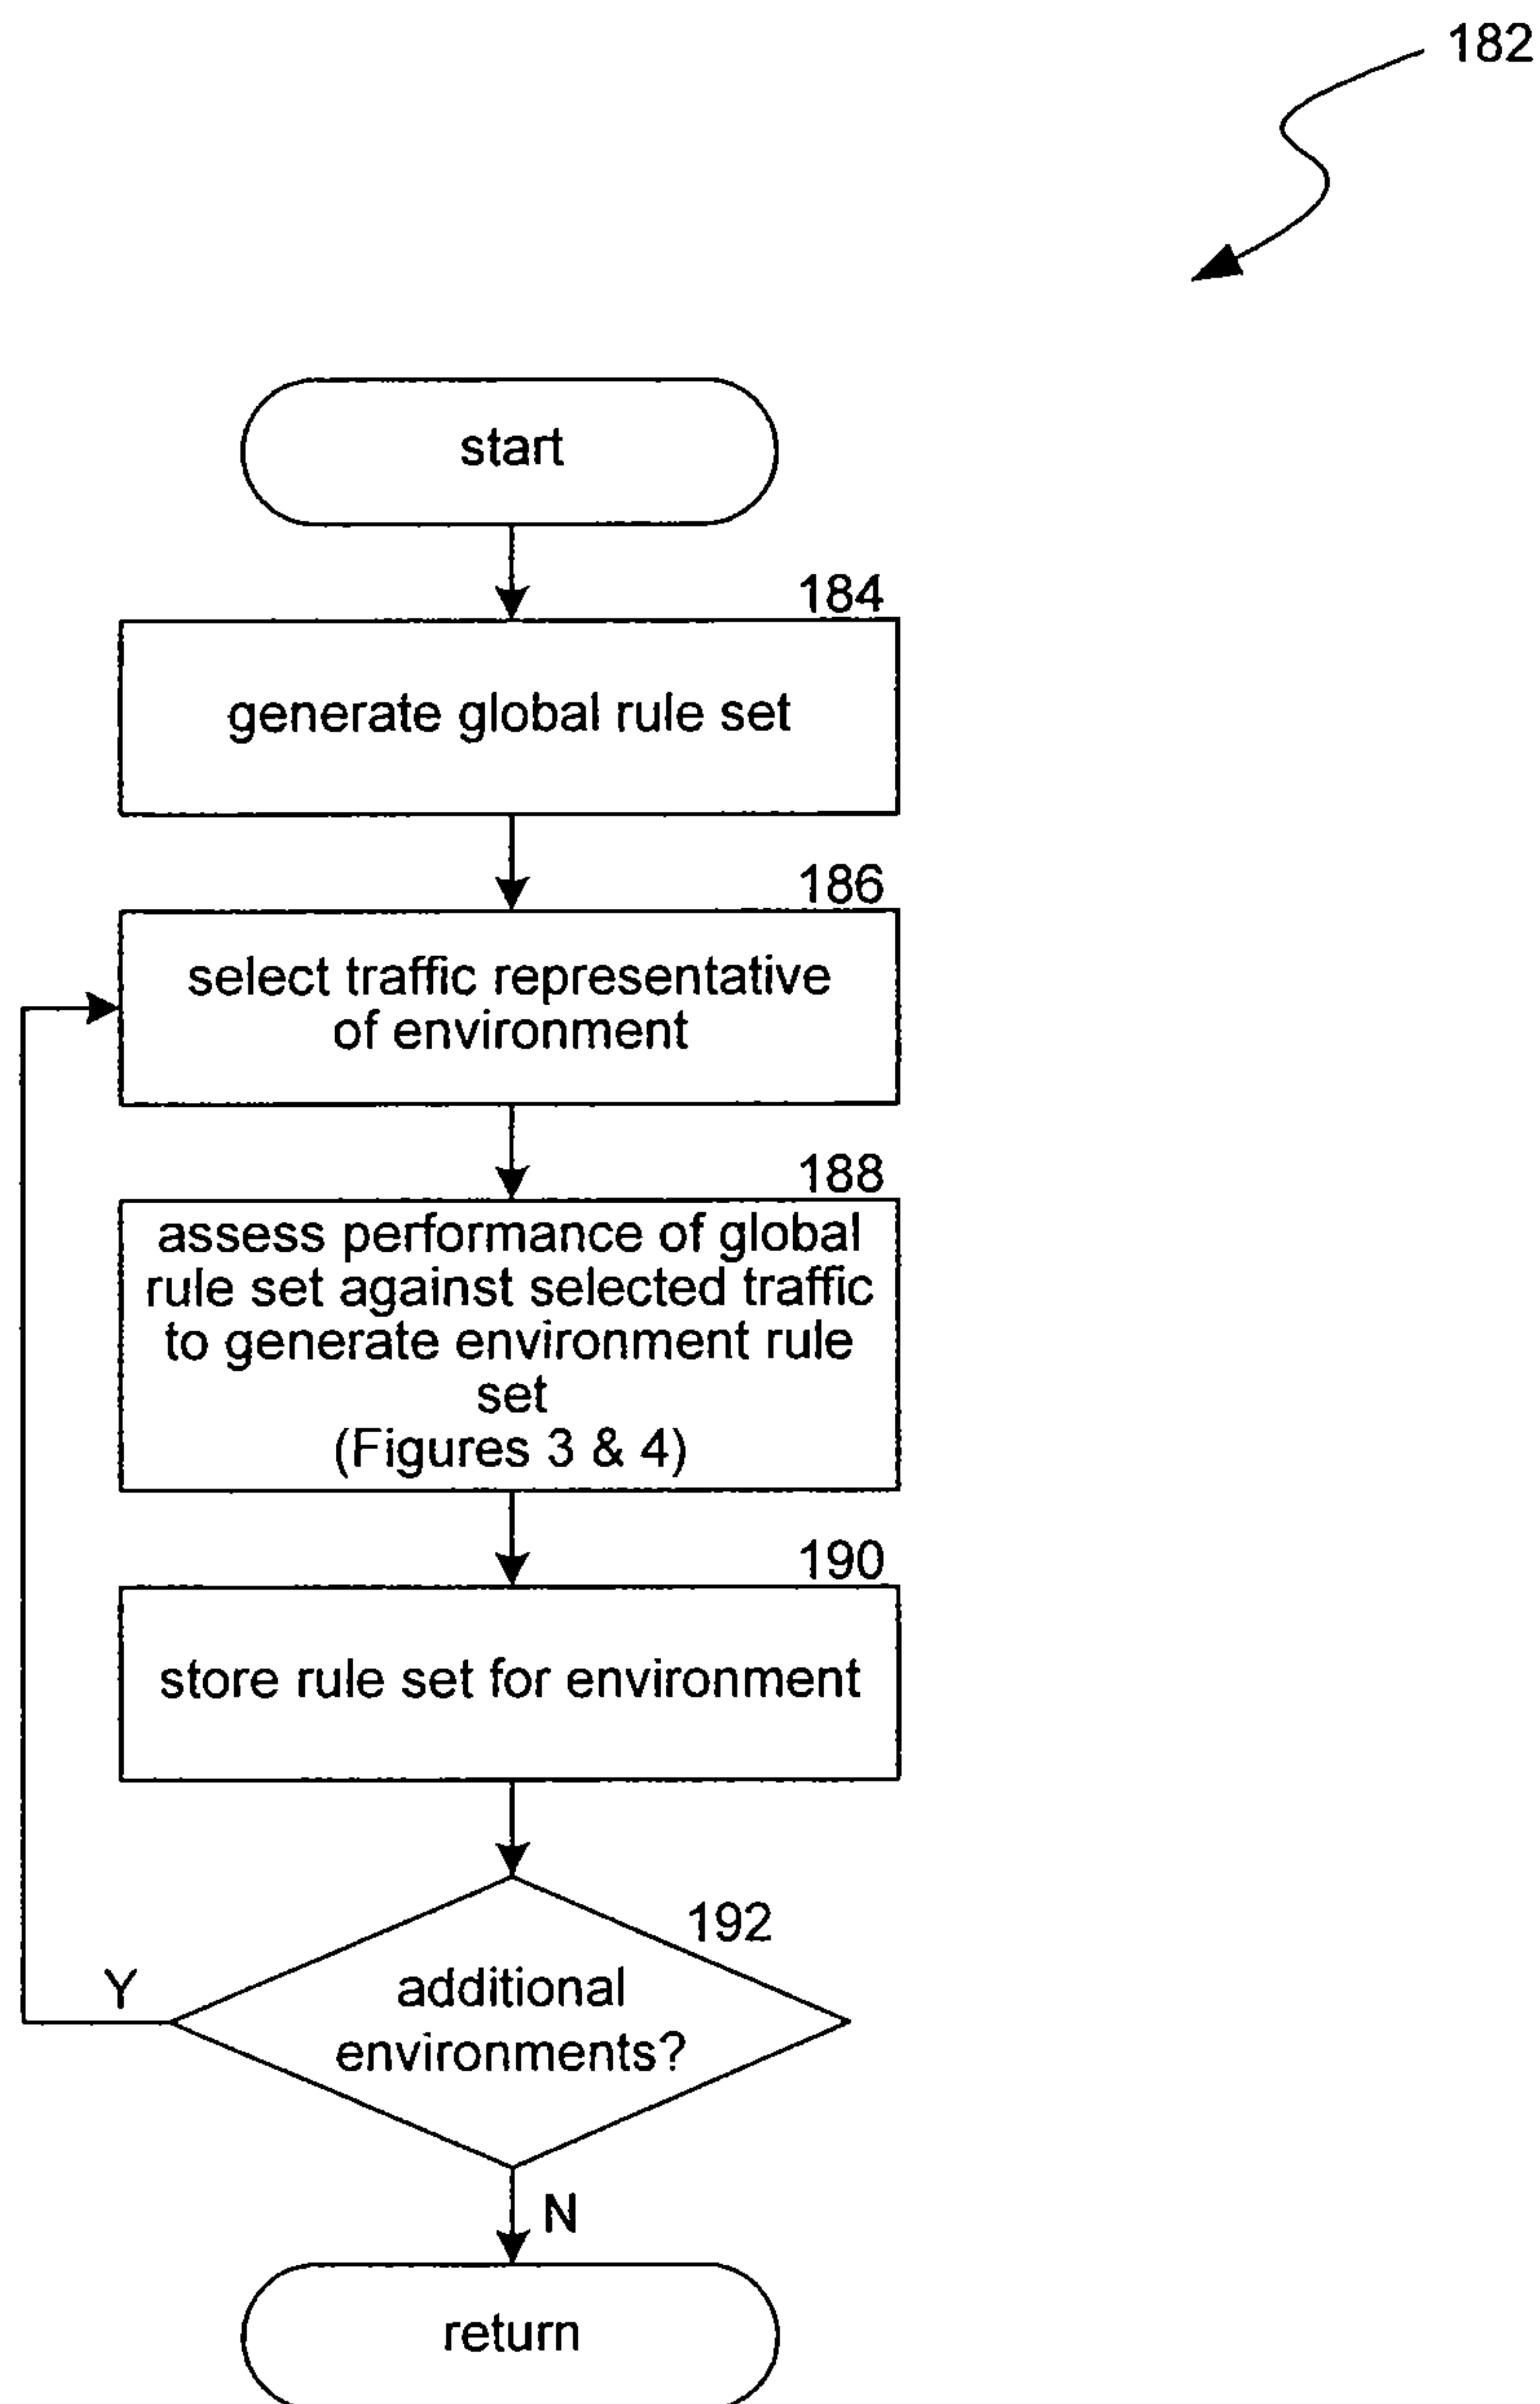 182
start
184
generate global rule set
186
select traffic representative
of environment
188
assess performance of global
rule set against selected traffic
to generate environment rule
set
(Figures 3 & 4)
190
store rule set for environment
192
additional
environments?
Y
N
return